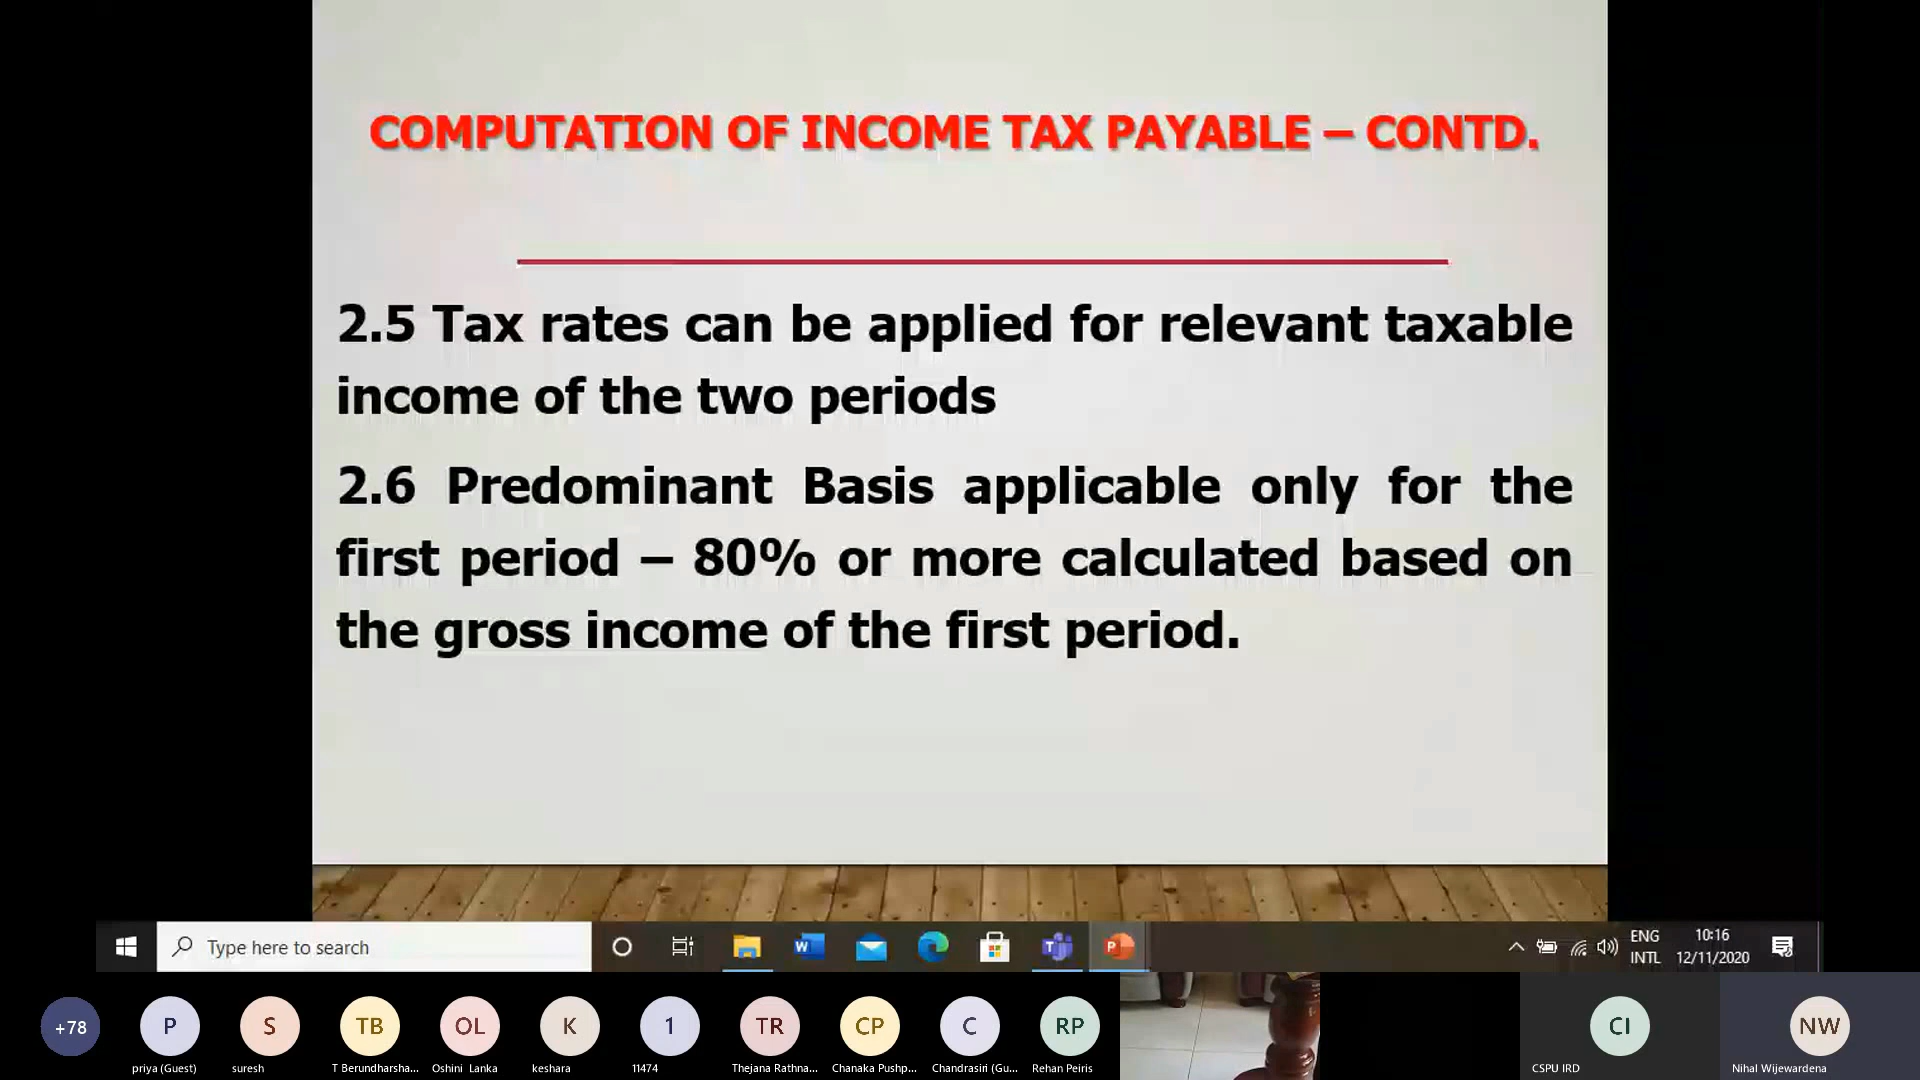 COMPUTATION OF INCOME TAX PAYABLE – CONTD.
2.5 Tax rates can be applied for relevant taxable
income of the two periods
2.6 Predominant Basis applicable only for the
first period – 80% or more calculated based on
the gross income of the first period.
Type here to search
ENG
INTL
10:16
12/11/2020
+78
P
S
TB
OL
K
1
TR
CP
C
RP
CI
NW
priya (Guest)
suresh
T Berundharsha...
Oshini Lanka
keshara
11474
Thejana Rathna...
Chanaka Pushp...
Chandrasiri (Gu...
Rehan Peiris
CSPU IRD
Nihal Wijewardena